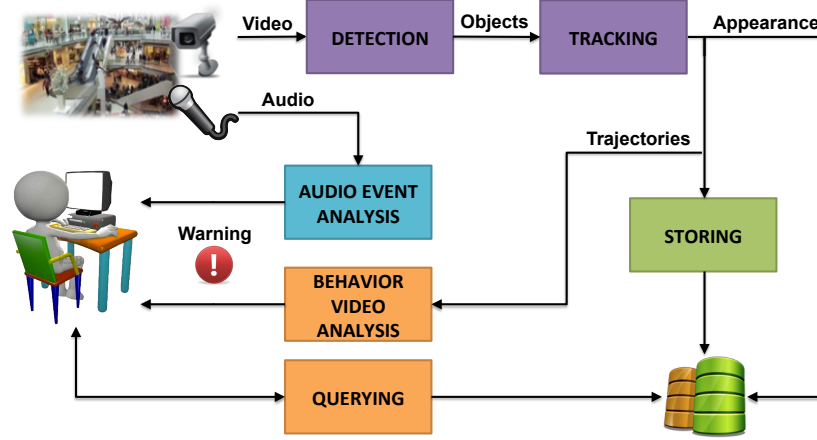 Video
DETECTION
Objects
TRACKING
Appearance
Audio
Trajectories
AUDIO EVENT
ANALYSIS
STORING
Warning
!
BEHAVIOR
VIDEO
ANALYSIS
QUERYING